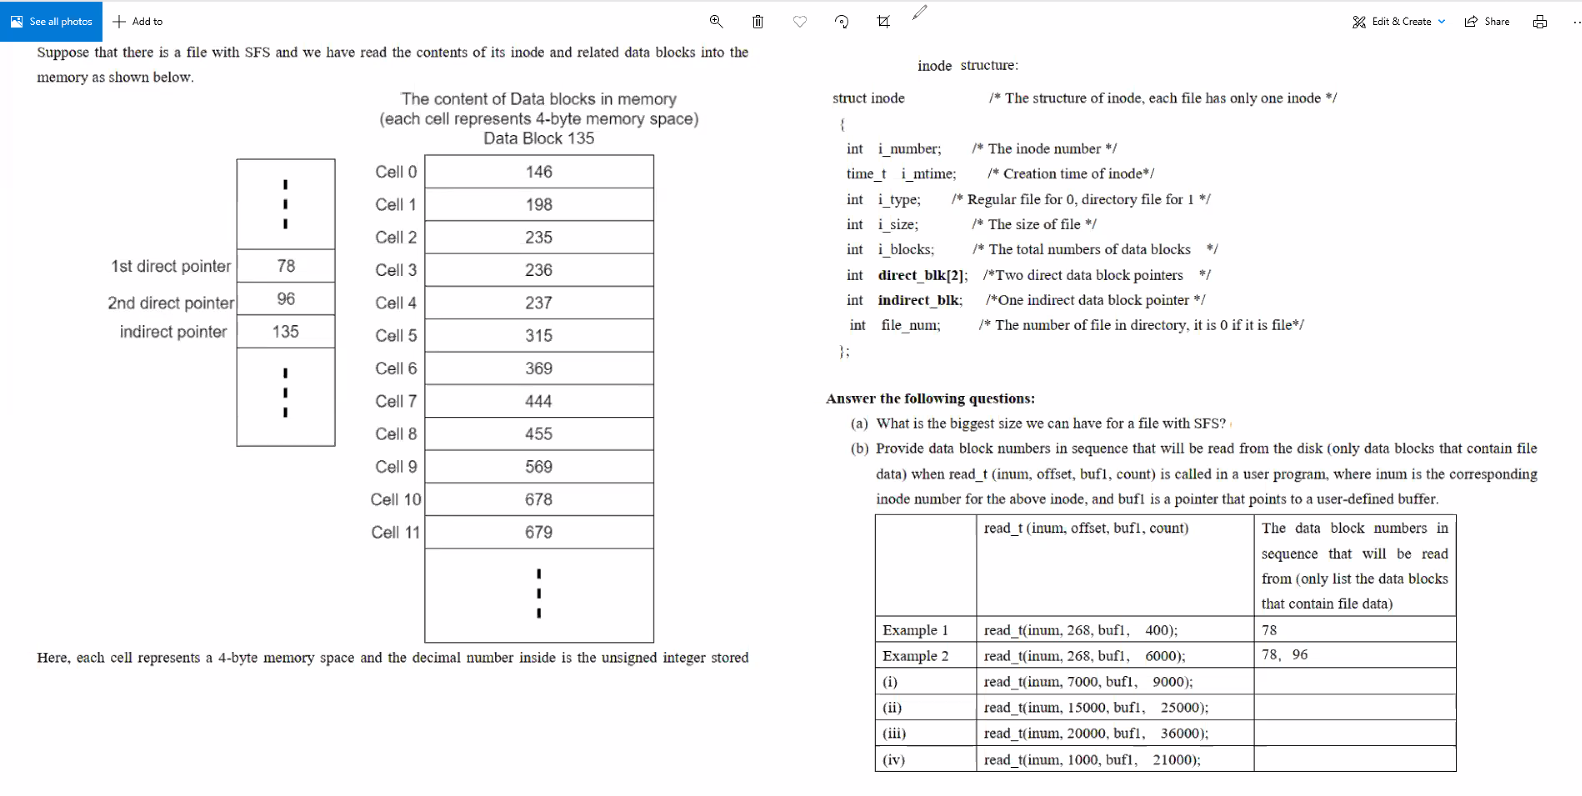 See all photos
Add to
Edit & Create
Share
Suppose that there is a file with SFS and we have read the contents of its inode and related data blocks into the
memory as shown below.
The content of Data blocks in memory
(each cell represents 4-byte memory space)
Data Block 135
1st direct pointer 78
2nd direct pointer 96
indirect pointer 135
Cell 0 146
Cell 1 198
Cell 2 235
Cell 3 236
Cell 4 237
Cell 5 315
Cell 6 369
Cell 7 444
Cell 8 455
Cell 9 569
Cell 10 678
Cell 11 679
Here, each cell represents a 4-byte memory space and the decimal number inside is the unsigned integer stored
inode structure:
struct inode /* The structure of inode, each file has only one inode */
{
int i_number; /* The inode number */
time_t i_mtime; /* Creation time of inode*/
int i_type; /* Regular file for 0, directory file for 1 */
int i_size; /* The size of file */
int i_blocks; /* The total numbers of data blocks */
int direct_blk[2]; /*Two direct data block pointers */
int indirect_blk; /*One indirect data block pointer */
int file_num; /* The number of file in directory, it is 0 if it is file*/
};
Answer the following questions:
(a) What is the biggest size we can have for a file with SFS?
(b) Provide data block numbers in sequence that will be read from the disk (only data blocks that contain file
data) when read_t (inum, offset, buf1, count) is called in a user program, where inum is the corresponding
inode number for the above inode, and buf1 is a pointer that points to a user-defined buffer.
read_t (inum, offset, buf1, count) The data block numbers in
sequence that will be read
from (only list the data blocks
that contain file data)
Example 1 read_t(inum, 268, buf1, 400); 78
Example 2 read_t(inum, 268, buf1, 6000); 78, 96
(i) read_t(inum, 7000, buf1, 9000);
(ii) read_t(inum, 15000, buf1, 25000);
(iii) read_t(inum, 20000, buf1, 36000);
(iv) read_t(inum, 1000, buf1, 21000);